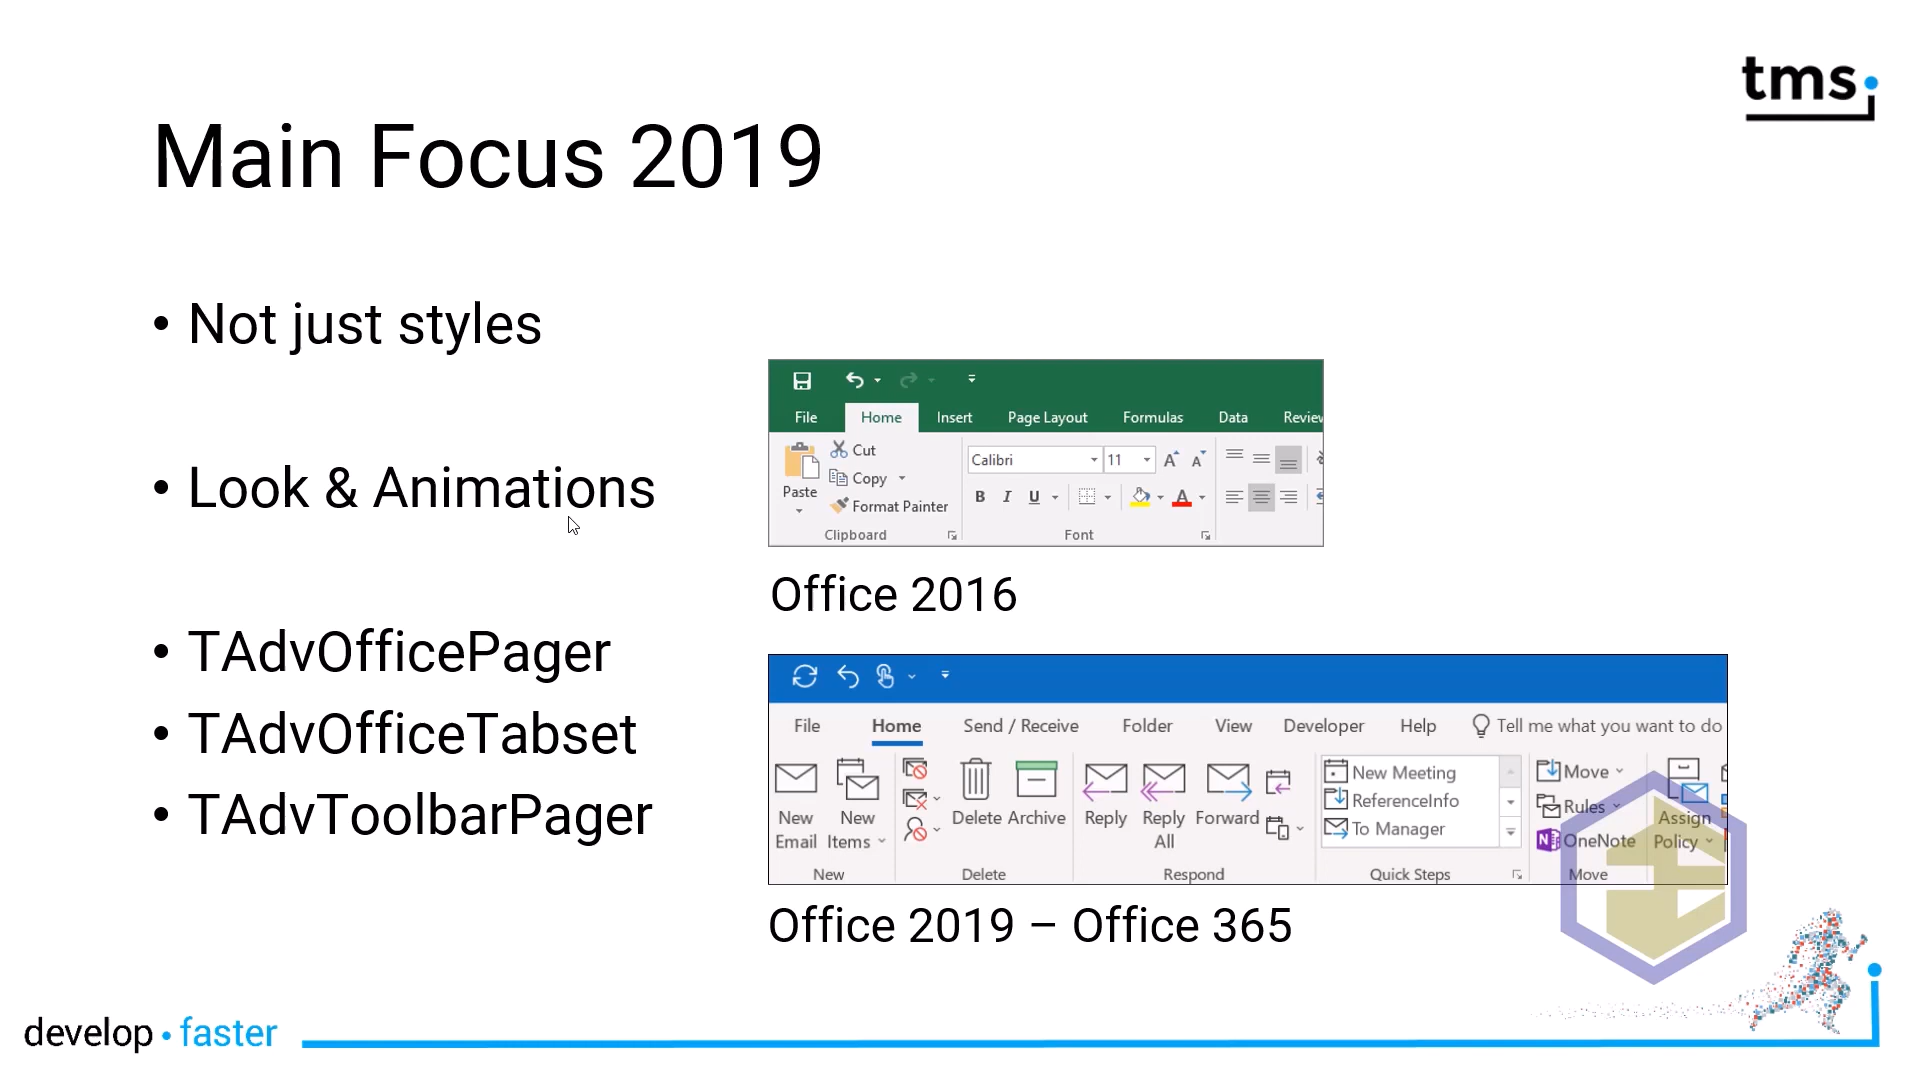 tms
Main Focus 2019
• Not just styles
• Look & Animations
• TAdvOfficePager
• TAdvOfficeTabset
• TAdvToolbarPager
File Home Insert Page Layout Formulas Data Review
Paste
Cut
Copy
Format Painter
Clipboard
Calibri 11
B I U
Font
Office 2016
File Home Send / Receive Folder View Developer Help Tell me what you want to do
New Email
New Items
New
Delete Archive
Delete
Reply
Reply All
Forward
Respond
New Meeting
ReferenceInfo
To Manager
Quick Steps
Move
Rules
OneNote
Move
Assign Policy
Office 2019 – Office 365
develop • faster